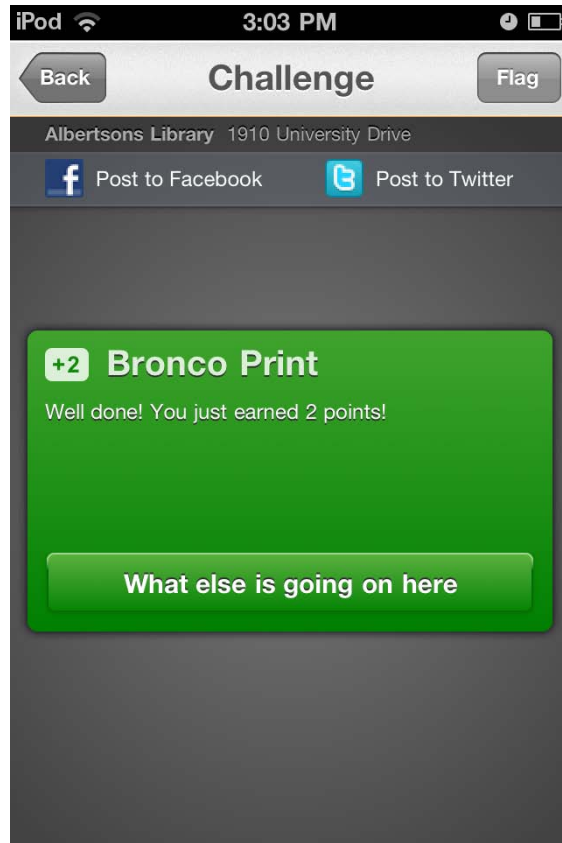 iPod 3:03 PM
Back Challenge Flag
Albertsons Library 1910 University Drive
Post to Facebook Post to Twitter
+2 Bronco Print
Well done! You just earned 2 points!
What else is going on here